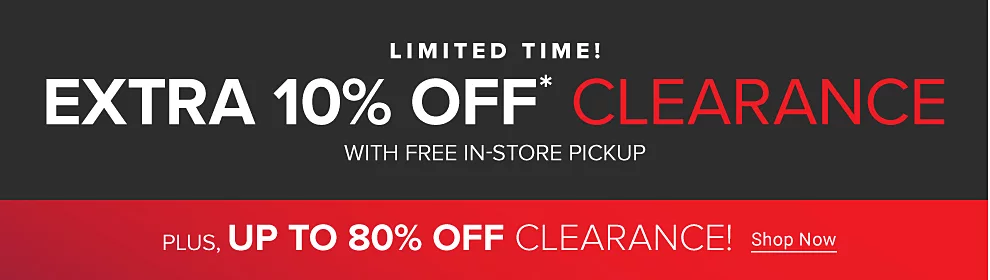 LIMITED TIME!
EXTRA 10% OFF* CLEARANCE
WITH FREE IN-STORE PICKUP
PLUS, UP TO 80% OFF CLEARANCE! Shop Now